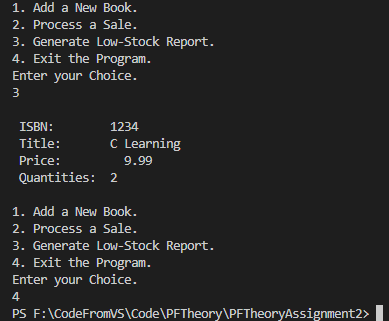 1. Add a New Book.
2. Process a Sale.
3. Generate Low-Stock Report.
4. Exit the Program.
Enter your Choice.
3
ISBN: 1234
Title: C Learning
Price: 9.99
Quantities: 2
1. Add a New Book.
2. Process a Sale.
3. Generate Low-Stock Report.
4. Exit the Program.
Enter your Choice.
4
PS F:\CodeFromVS\Code\PFTheory\PFTheoryAssignment2>